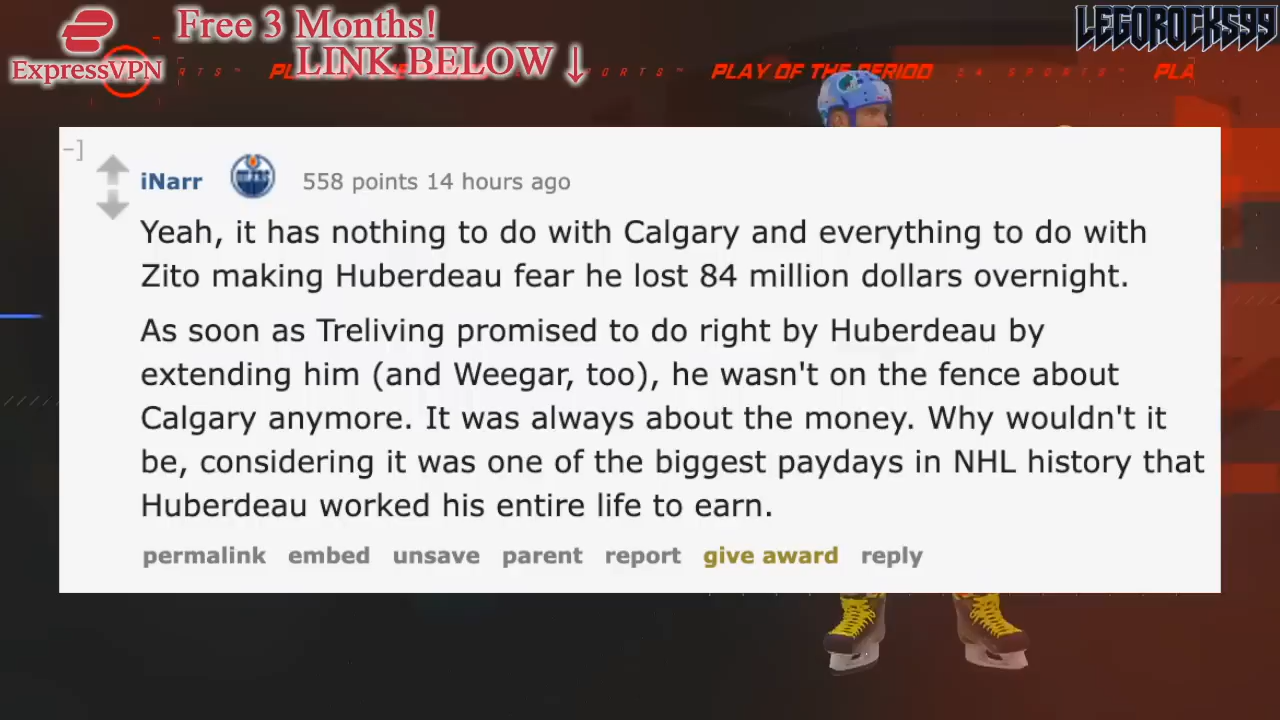 Free 3 Months!
LINK BELOW ↓
ExpressVPN
LEGOROCKS99
RTS™
SPORTS™
PLAY OF THE PERIOD
EA SPORTS™
PLA
–]
iNarr
558 points 14 hours ago
Yeah, it has nothing to do with Calgary and everything to do with
Zito making Huberdeau fear he lost 84 million dollars overnight.
As soon as Treliving promised to do right by Huberdeau by
extending him (and Weegar, too), he wasn't on the fence about
Calgary anymore. It was always about the money. Why wouldn't it
be, considering it was one of the biggest paydays in NHL history that
Huberdeau worked his entire life to earn.
permalink embed unsave parent report give award reply